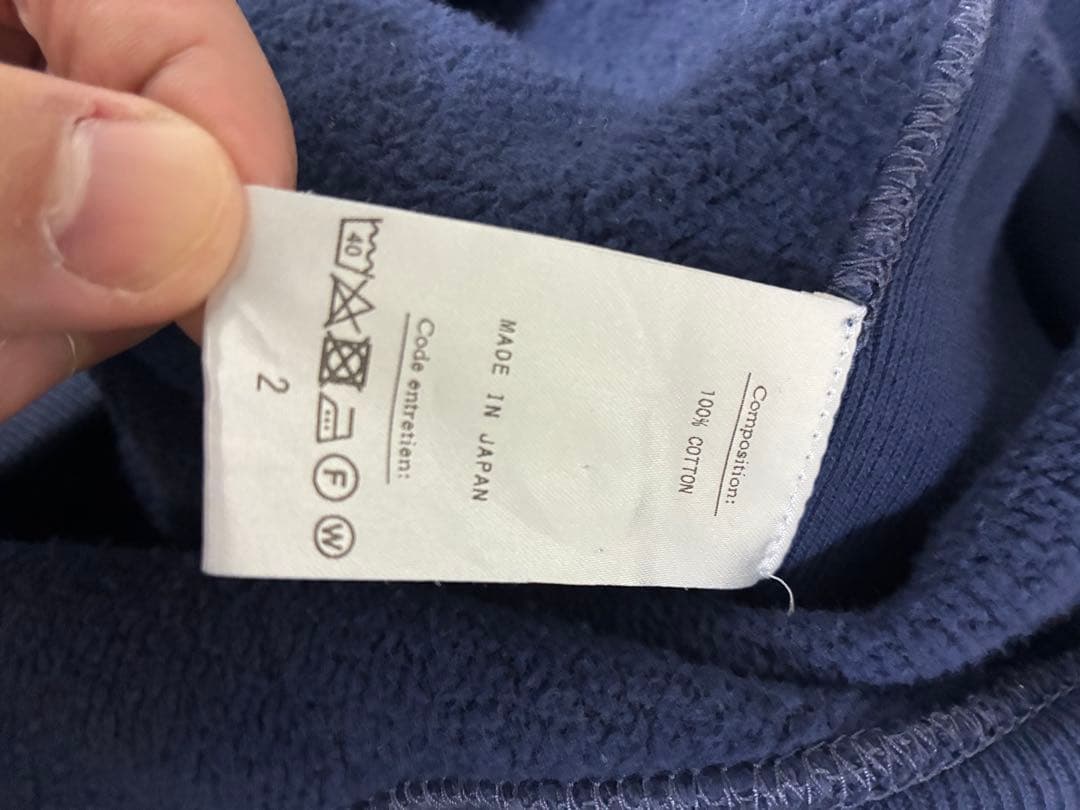 Composition:
100% COTTON
MADE IN JAPAN
Code entretien:
40 F W
2